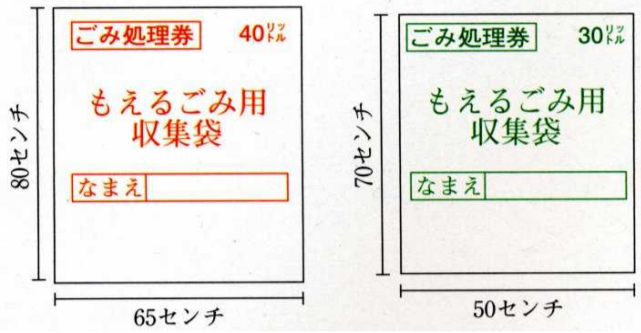 ごみ処理券 40リットル
もえるごみ用
収集袋
なまえ
80センチ
65センチ
ごみ処理券 30リットル
もえるごみ用
収集袋
なまえ
70センチ
50センチ